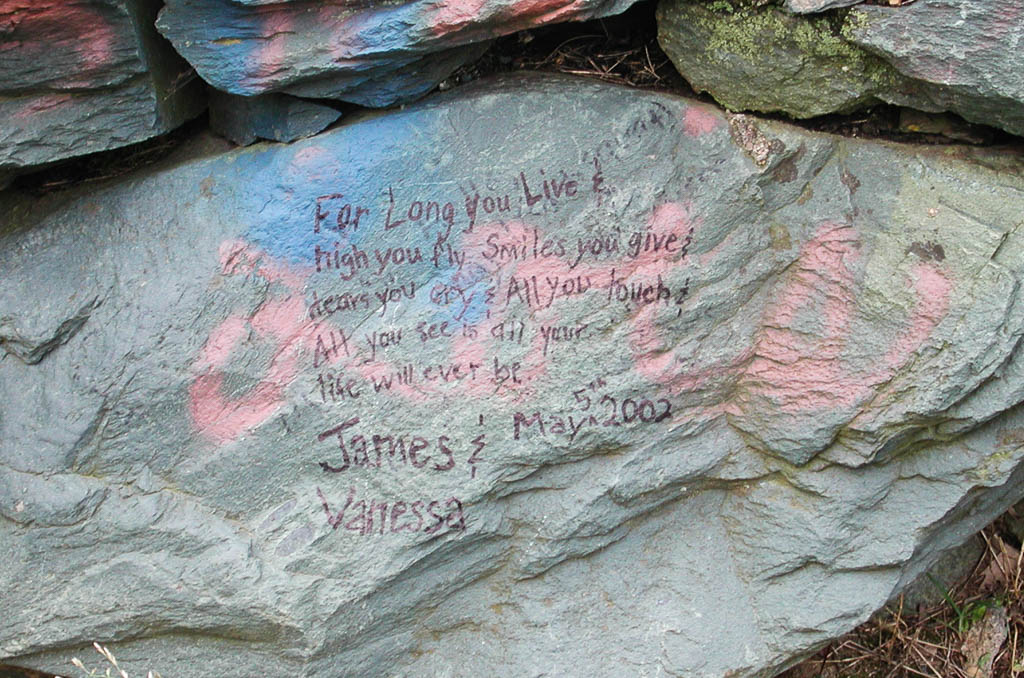 For Long you Live &
high you fly Smiles you give &
tears you cry & All you touch &
All you see is all your
life will ever be
James & May 5th 2002
Vanessa